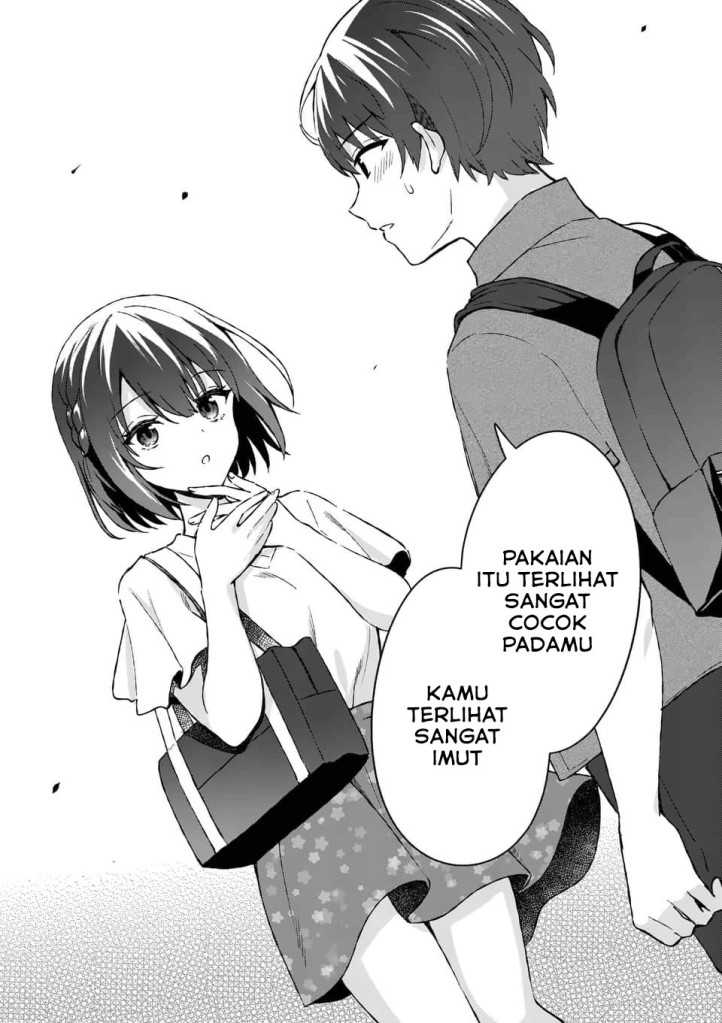 PAKAIAN
ITU TERLIHAT
SANGAT
COCOK
PADAMU
KAMU
TERLIHAT
SANGAT
IMUT